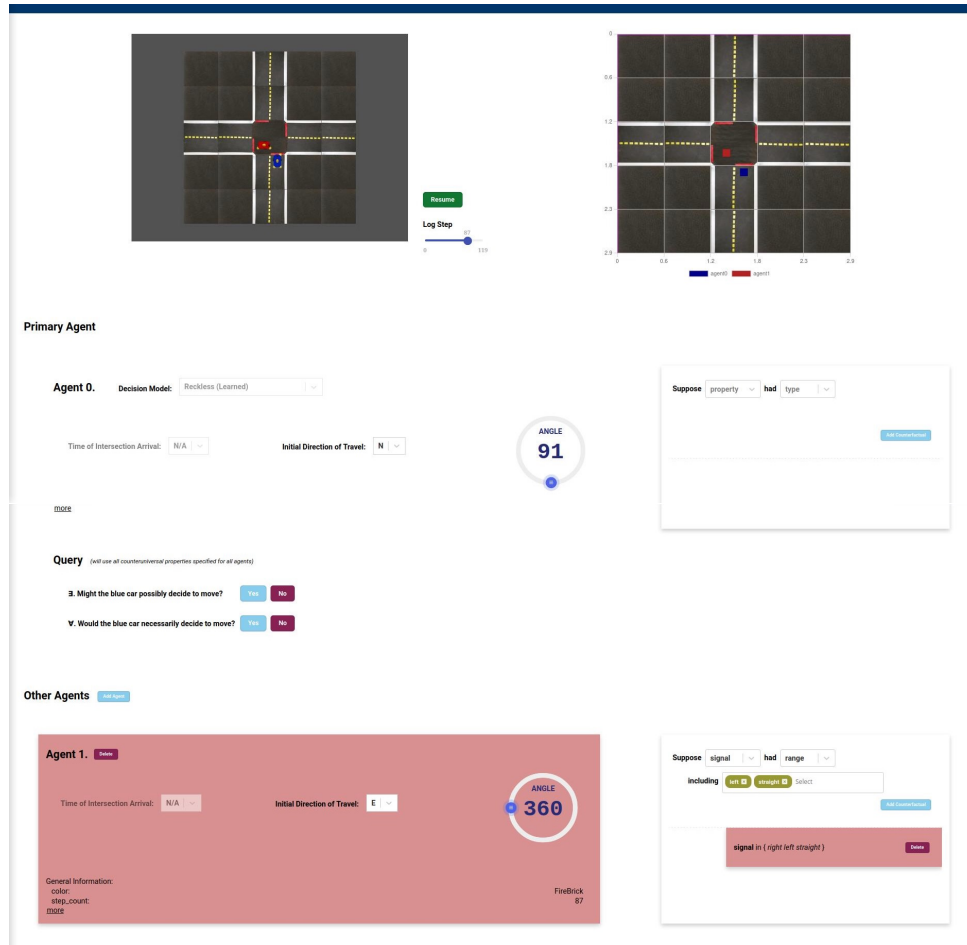 0
0.6
1.2
1.8
2.3
2.9
0 0.6 1.2 1.8 2.3 2.9
agent0 agent1
Resume
Log Step
87
0 119
Primary Agent
Agent 0. Decision Model: Reckless (Learned)
Time of Intersection Arrival: N/A Initial Direction of Travel: N
ANGLE
91
more
Suppose property had type
Add Counterfactual
Query (will use all counteruniversal properties specified for all agents)
∃. Might the blue car possibly decide to move? Yes No
∀. Would the blue car necessarily decide to move? Yes No
Other Agents Add Agent
Agent 1. Delete
Time of Intersection Arrival: N/A Initial Direction of Travel: E
ANGLE
360
General Information:
color: FireBrick
step_count: 87
more
Suppose signal had range
including left straight Select
Add Counterfactual
signal in { right left straight } Delete